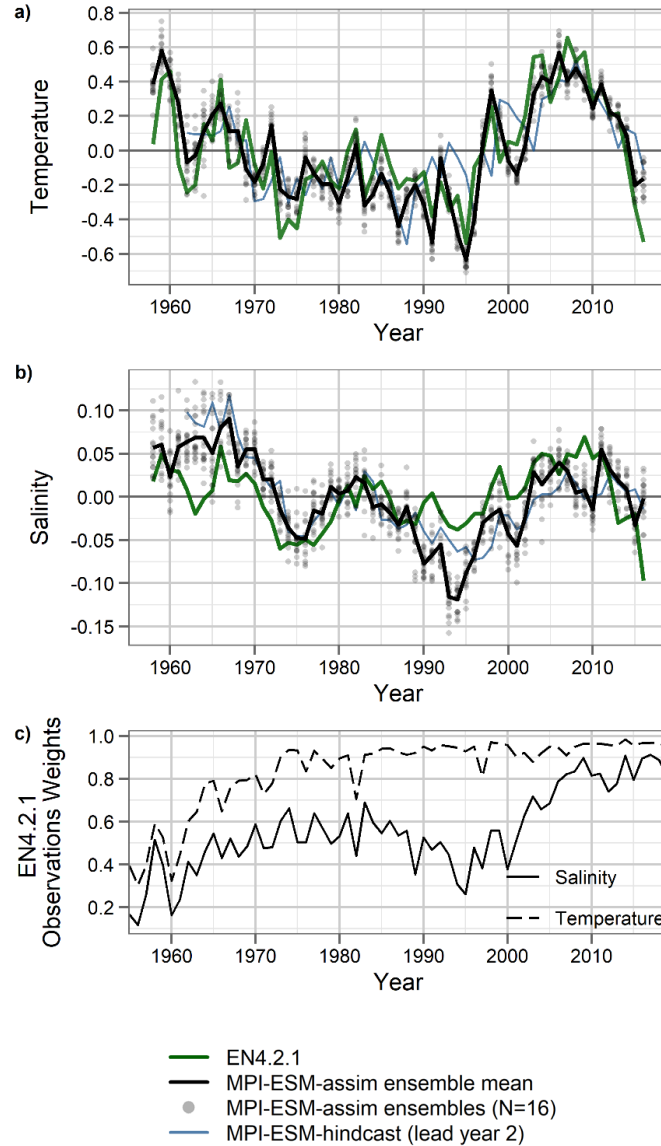 a)
0.8
0.6
0.4
0.2
0.0
-0.2
-0.4
-0.6
Temperature
1960 1970 1980 1990 2000 2010
Year
b)
0.10
0.05
0.00
-0.05
-0.10
-0.15
Salinity
1960 1970 1980 1990 2000 2010
Year
c)
1.0
0.8
0.6
0.4
0.2
EN4.2.1
Observations Weights
Salinity
Temperature
1960 1970 1980 1990 2000 2010
Year
EN4.2.1
MPI-ESM-assim ensemble mean
MPI-ESM-assim ensembles (N=16)
MPI-ESM-hindcast (lead year 2)